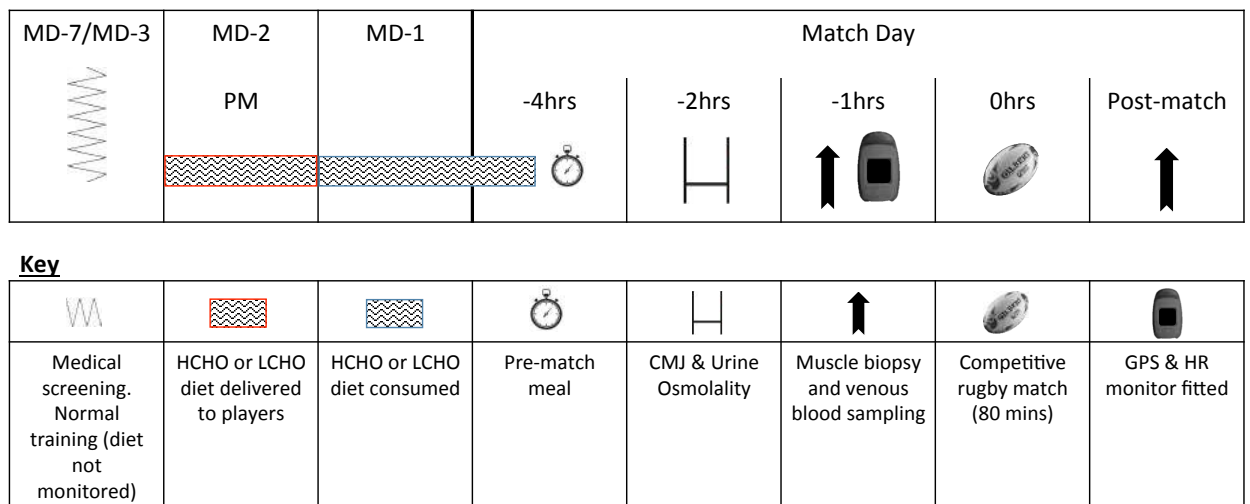 MD-7/MD-3 MD-2 MD-1 Match Day
PM -4hrs -2hrs -1hrs 0hrs Post-match
GILBERT
Key
Medical
screening.
Normal
training (diet
not
monitored)
HCHO or LCHO
diet delivered
to players
HCHO or LCHO
diet consumed
Pre-match
meal
CMJ & Urine
Osmolality
Muscle biopsy
and venous
blood sampling
Competitive
rugby match
(80 mins)
GPS & HR
monitor fitted